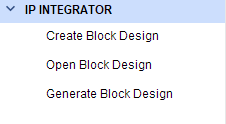 IP INTEGRATOR
Create Block Design
Open Block Design
Generate Block Design